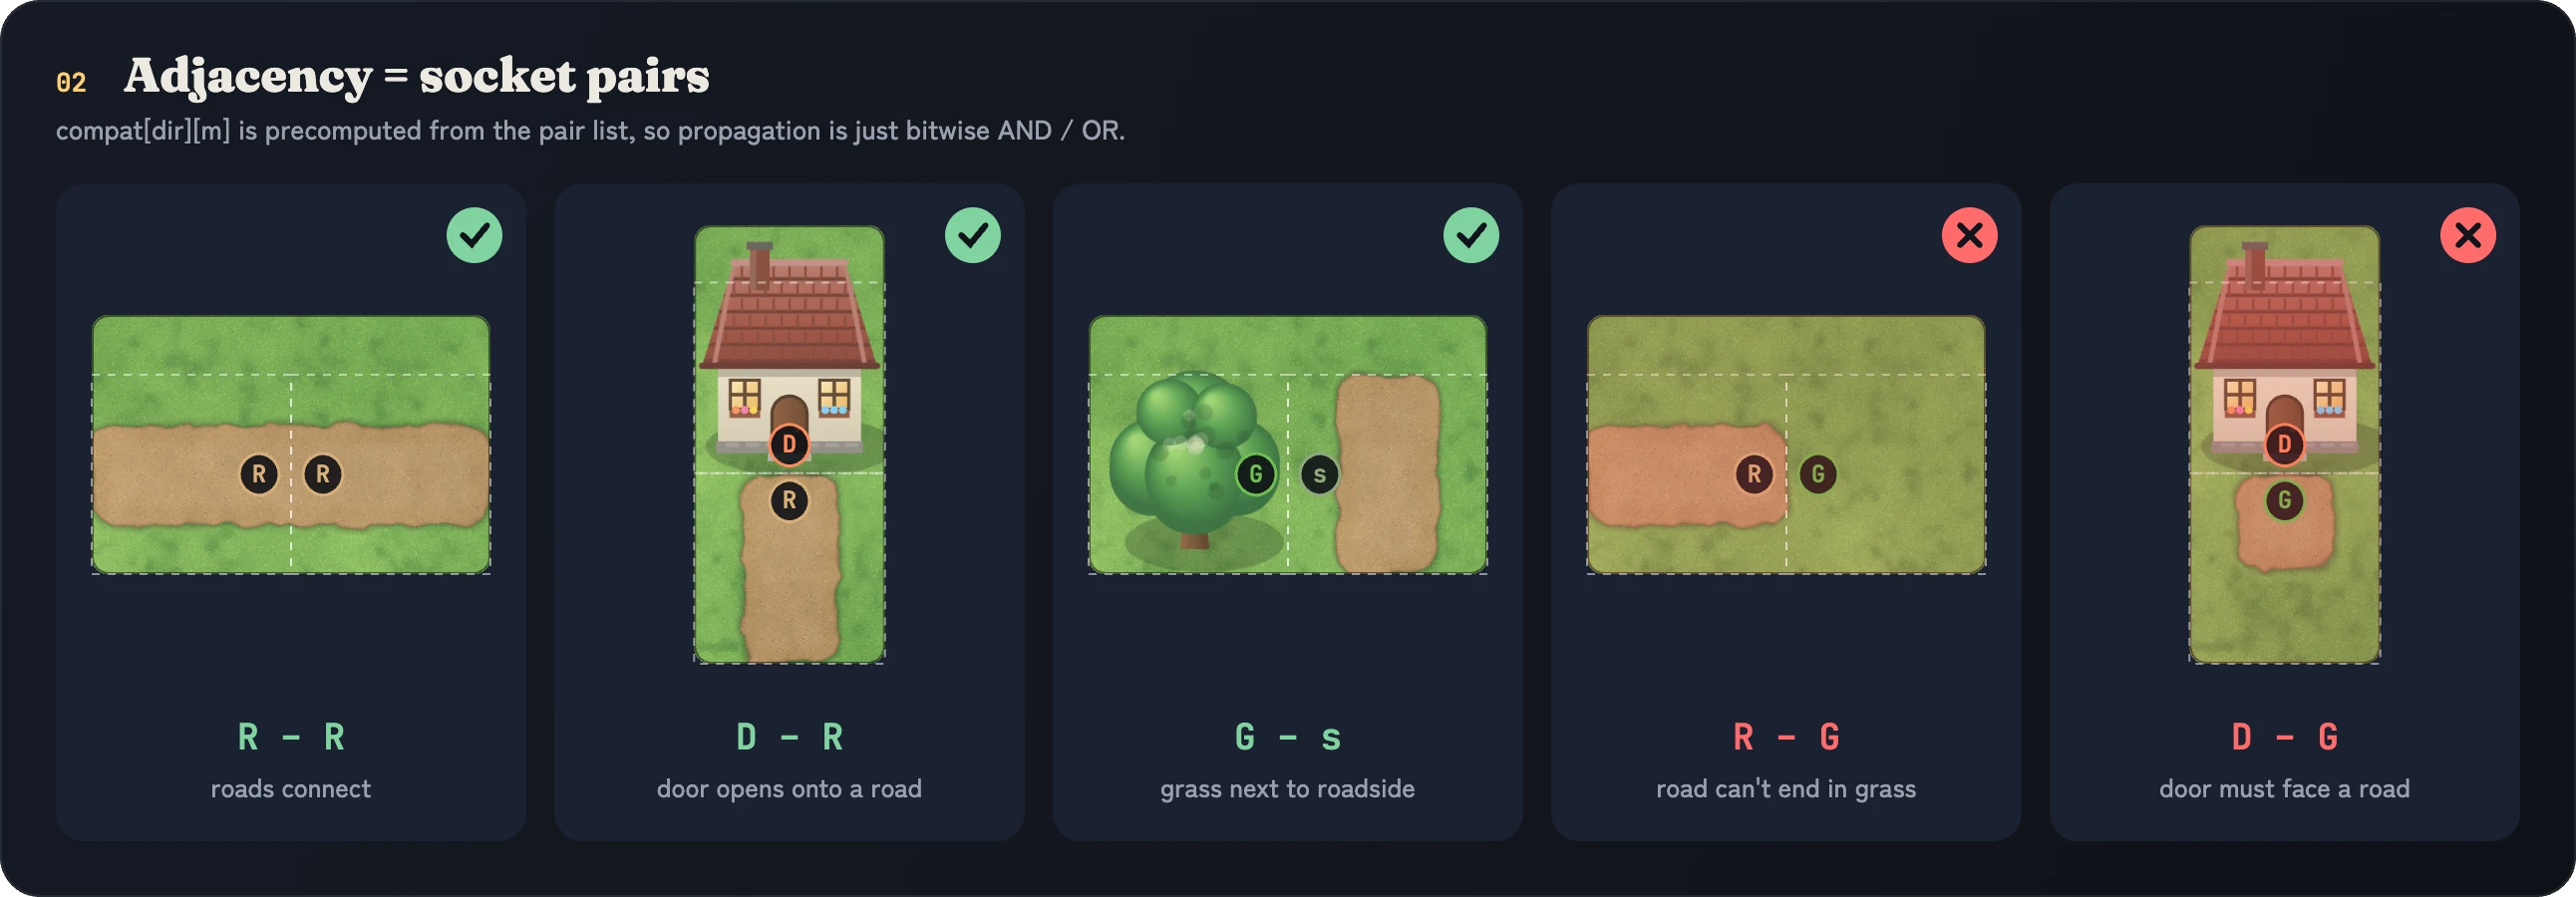 02 Adjacency = socket pairs
compat[dir][m] is precomputed from the pair list, so propagation is just bitwise AND / OR.
R R
R – R
roads connect
D
R
D – R
door opens onto a road
G s
G – s
grass next to roadside
R G
R – G
road can't end in grass
D
G
D – G
door must face a road